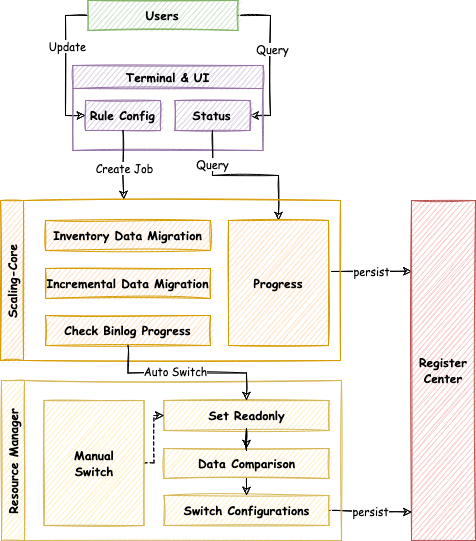 Users
Update
Query
Terminal & UI
Rule Config
Status
Create Job
Query
Scaling-Core
Inventory Data Migration
Incremental Data Migration
Check Binlog Progress
Progress
persist
Register
Center
Auto Switch
Resource Manager
Manual
Switch
Set Readonly
Data Comparison
Switch Configurations
persist